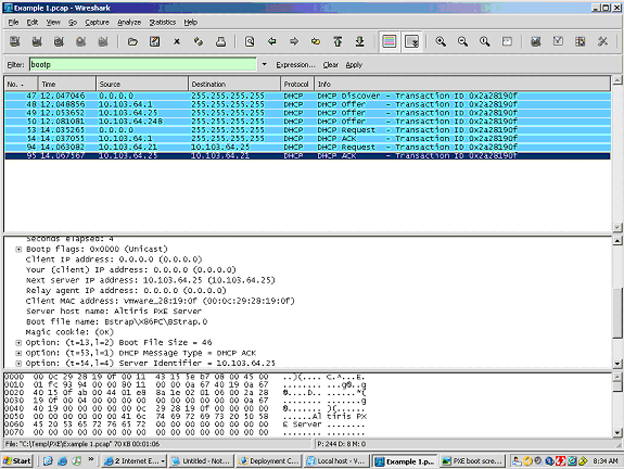 Example 1.pcap - Wireshark
File Edit View Go Capture Analyze Statistics Help
Filter: bootp Expression... Clear Apply
No. - Time Source Destination Protocol Info
47 12.047046 0.0.0.0 255.255.255.255 DHCP DHCP Discover - Transaction ID 0x2a28190f
48 12.048856 10.103.64.1 255.255.255.255 DHCP DHCP Offer - Transaction ID 0x2a28190f
49 12.053652 10.103.64.25 255.255.255.255 DHCP DHCP Offer - Transaction ID 0x2a28190f
50 12.081081 10.103.64.248 255.255.255.255 DHCP DHCP Offer - Transaction ID 0x2a28190f
53 14.035265 0.0.0.0 255.255.255.255 DHCP DHCP Request - Transaction ID 0x2a28190f
54 14.037055 10.103.64.1 255.255.255.255 DHCP DHCP ACK - Transaction ID 0x2a28190f
94 14.063082 10.103.64.21 10.103.64.25 DHCP DHCP Request - Transaction ID 0x2a28190f
95 14.067567 10.103.64.25 10.103.64.21 DHCP DHCP ACK - Transaction ID 0x2a28190f
Seconds elapsed: 4
Bootp flags: 0x0000 (Unicast)
Client IP address: 0.0.0.0 (0.0.0.0)
Your (client) IP address: 0.0.0.0 (0.0.0.0)
Next server IP address: 10.103.64.25 (10.103.64.25)
Relay agent IP address: 0.0.0.0 (0.0.0.0)
Client MAC address: Vmware_28:19:0f (00:0c:29:28:19:0f)
Server host name: Altiris PXE Server
Boot file name: BStrap\X86PC\BStrap.0
Magic cookie: (OK)
Option: (t=13,l=2) Boot File Size = 46
Option: (t=53,l=1) DHCP Message Type = DHCP ACK
Option: (t=54,l=4) Server Identifier = 10.103.64.25
0000 00 0c 29 28 19 0f 00 11 43 15 5e b7 08 00 45 00 ..)(.... C.^...E.
0010 01 fc 93 94 00 00 80 11 00 00 0a 67 40 19 0a 67
0020 40 15 0f ab 00 44 01 e8 8a 1e 02 01 06 00 2a 28
0030 19 0f 00 04 00 00 00 00 00 00 00 00 00 00 0a 67
0040 40 19 00 00 00 00 00 0c 29 28 19 0f 00 00 00 00
0050 00 00 00 00 00 00 41 6c 74 69 72 69 73 20 50 58 ......Al tiris PX
0060 45 20 53 65 72 76 65 72 00 00 00 00 00 00 00 00 E Server ........
0070 00 00 00 00 00 00 00 00 00 00 00 00 00 00 00 00
File: "C:\Temp\PXE\Example 1.pcap" 70 KB 00:01:06 P: 244 D: 8 M: 0
Start 2 Internet E... Untitled - Not... Deployment C... Local host - V... Example 1.p... PXE boot scre... 8:34 AM